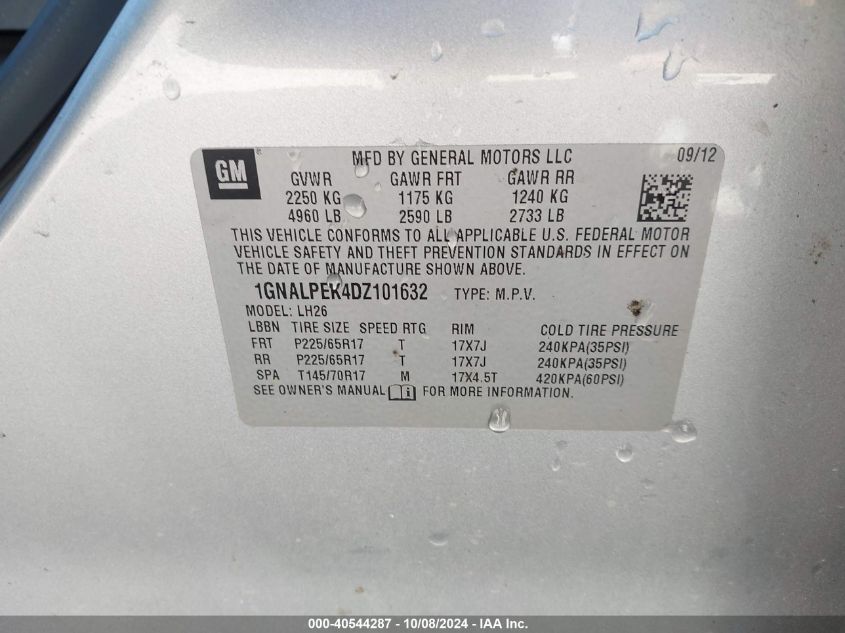 GM
MFD BY GENERAL MOTORS LLC 09/12
GVWR GAWR FRT GAWR RR
2250 KG 1175 KG 1240 KG
4960 LB 2590 LB 2733 LB
THIS VEHICLE CONFORMS TO ALL APPLICABLE U.S. FEDERAL MOTOR
VEHICLE SAFETY AND THEFT PREVENTION STANDARDS IN EFFECT ON
THE DATE OF MANUFACTURE SHOWN ABOVE.
1GNALPEK4DZ101632 TYPE: M.P.V.
MODEL: LH26
LBBN TIRE SIZE SPEED RTG RIM COLD TIRE PRESSURE
FRT P225/65R17 T 17X7J 240KPA(35PSI)
RR P225/65R17 T 17X7J 240KPA(35PSI)
SPA T145/70R17 M 17X4.5T 420KPA(60PSI)
SEE OWNER'S MANUAL FOR MORE INFORMATION.
000-40544287 - 10/08/2024 - IAA Inc.